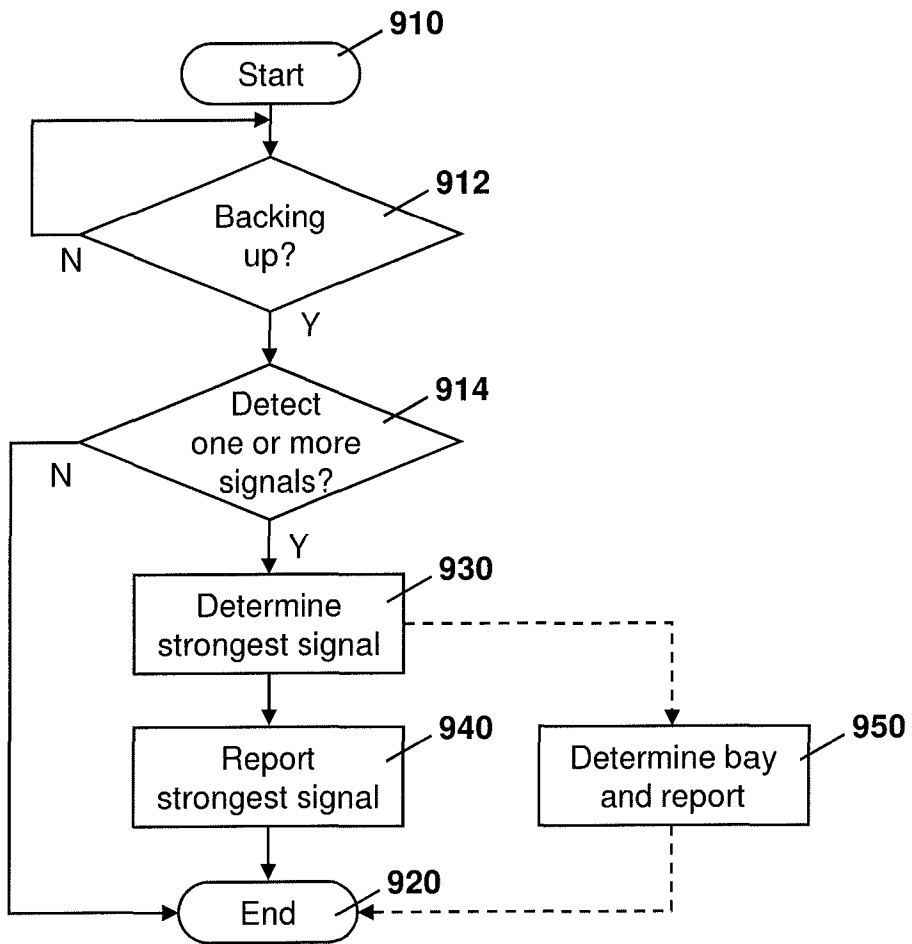 910
Start
912
Backing
up?
N
Y
914
Detect
one or more
signals?
N
Y
930
Determine
strongest signal
940
Report
strongest signal
950
Determine bay
and report
920
End